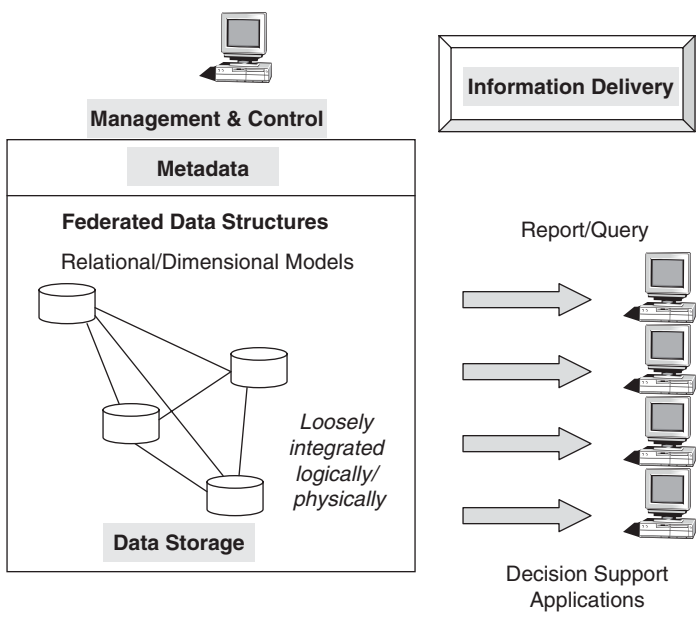 Management & Control
Information Delivery
Metadata
Federated Data Structures
Relational/Dimensional Models
Loosely
integrated
logically/
physically
Data Storage
Report/Query
Decision Support
Applications